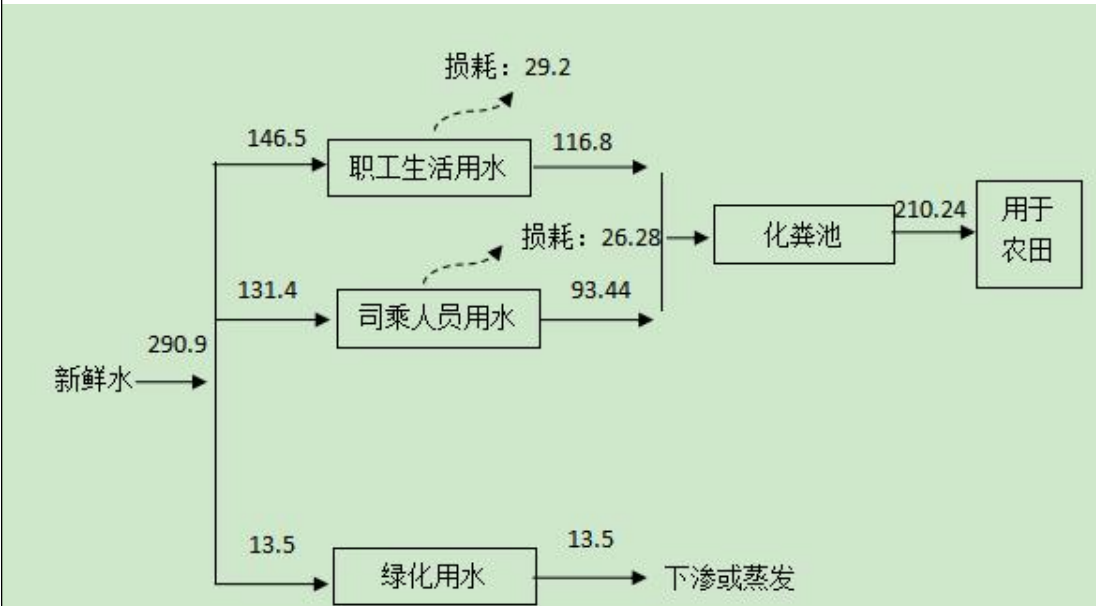 损耗：29.2
146.5
职工生活用水
116.8
损耗：26.28
化粪池
210.24
用于
农田
131.4
司乘人员用水
93.44
290.9
新鲜水
13.5
绿化用水
13.5
下渗或蒸发